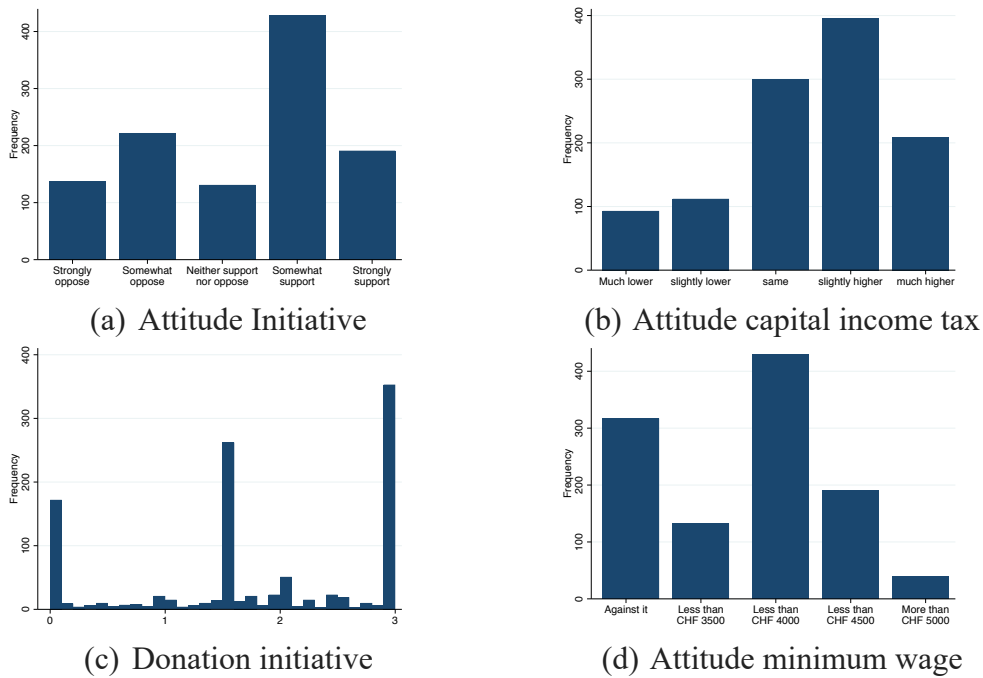 400
300
200
100
0
Frequency
Strongly oppose
Somewhat oppose
Neither support nor oppose
Somewhat support
Strongly support
(a) Attitude Initiative
400
300
200
100
0
Frequency
Much lower
slightly lower
same
slightly higher
much higher
(b) Attitude capital income tax
400
300
200
100
0
Frequency
0 1 2 3
(c) Donation initiative
400
300
200
100
0
Frequency
Against it
Less than CHF 3500
Less than CHF 4000
Less than CHF 4500
More than CHF 5000
(d) Attitude minimum wage